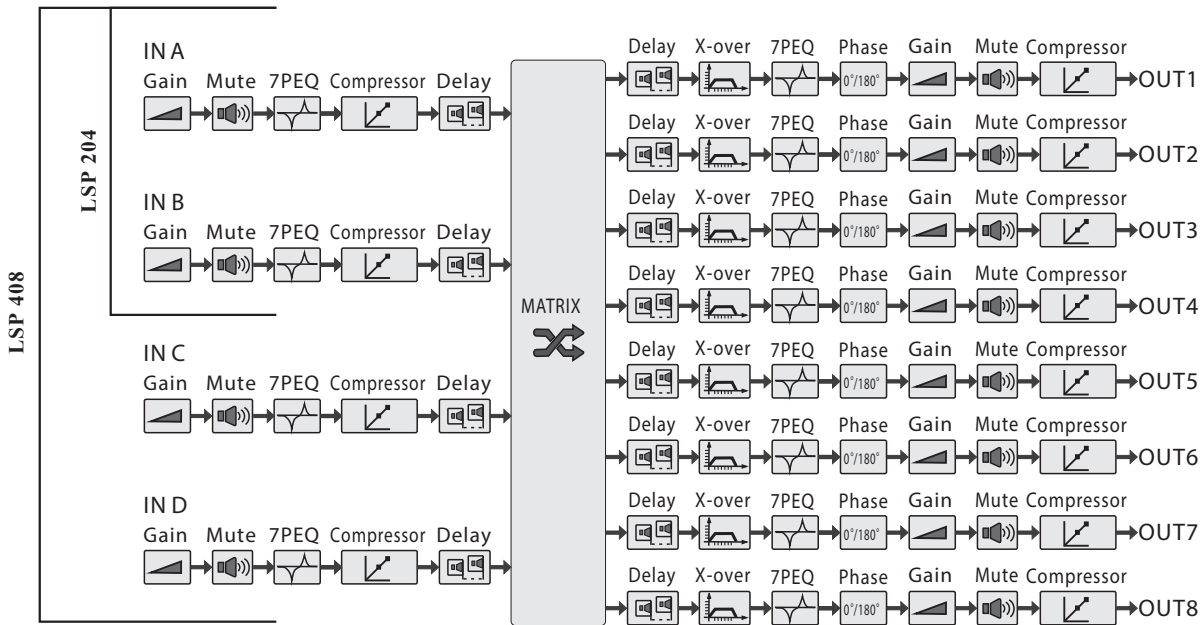 LSP 408
LSP 204
IN A
Gain Mute 7PEQ Compressor Delay
IN B
Gain Mute 7PEQ Compressor Delay
IN C
Gain Mute 7PEQ Compressor Delay
IN D
Gain Mute 7PEQ Compressor Delay
MATRIX
Delay X-over 7PEQ Phase Gain Mute Compressor
0°/180°
OUT1
Delay X-over 7PEQ Phase Gain Mute Compressor
0°/180°
OUT2
Delay X-over 7PEQ Phase Gain Mute Compressor
0°/180°
OUT3
Delay X-over 7PEQ Phase Gain Mute Compressor
0°/180°
OUT4
Delay X-over 7PEQ Phase Gain Mute Compressor
0°/180°
OUT5
Delay X-over 7PEQ Phase Gain Mute Compressor
0°/180°
OUT6
Delay X-over 7PEQ Phase Gain Mute Compressor
0°/180°
OUT7
Delay X-over 7PEQ Phase Gain Mute Compressor
0°/180°
OUT8